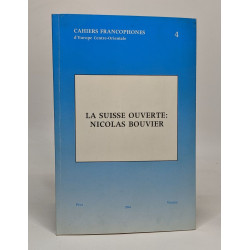 CAHIERS FRANCOPHONES
d'Europe Centre-Orientale
4
LA SUISSE OUVERTE:
NICOLAS BOUVIER